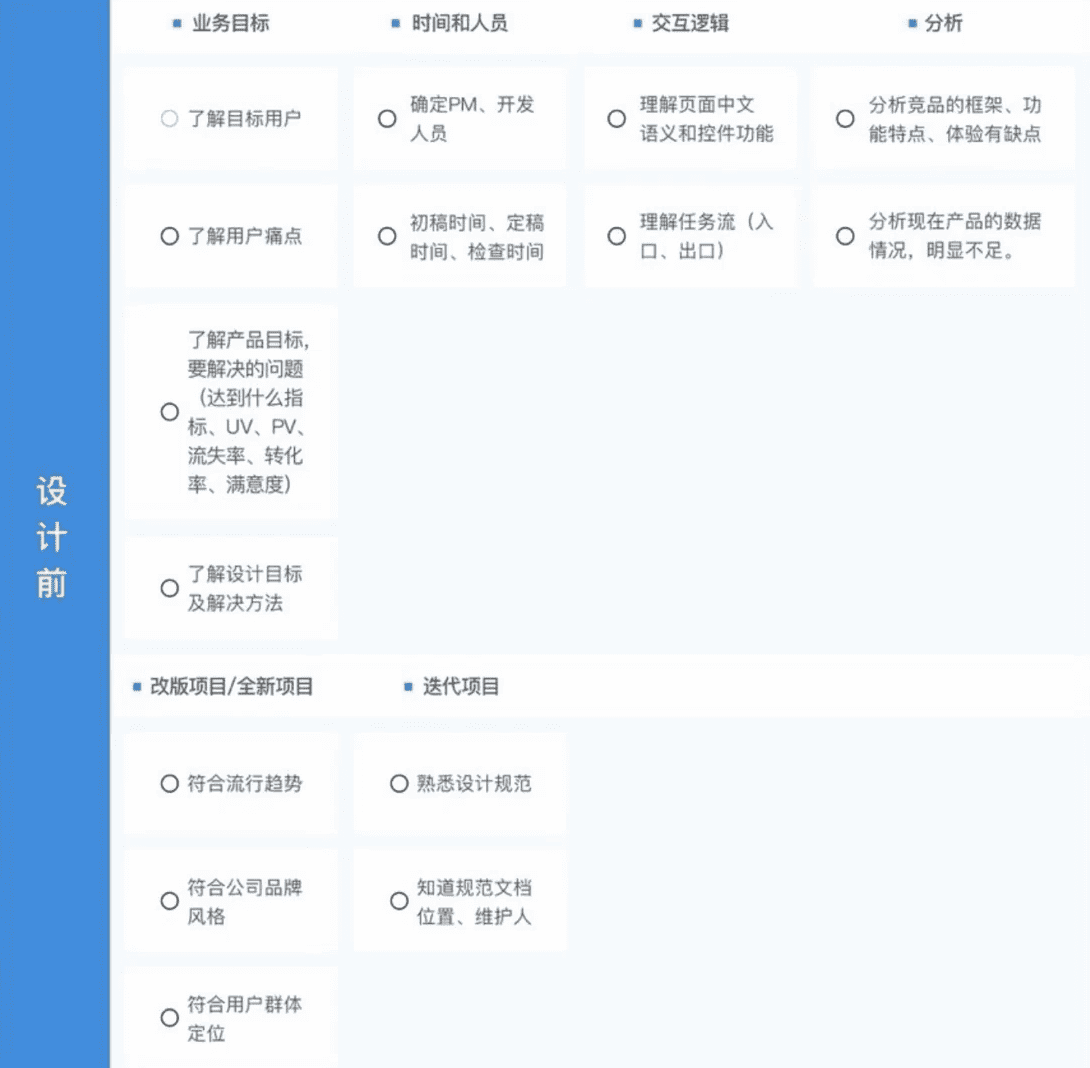 设
计
前
业务目标
时间和人员
交互逻辑
分析
了解目标用户
确定PM、开发
人员
理解页面中文
语义和控件功能
分析竞品的框架、功
能特点、体验有缺点
了解用户痛点
初稿时间、定稿
时间、检查时间
理解任务流（入
口、出口）
分析现在产品的数据
情况，明显不足。
了解产品目标，
要解决的问题
（达到什么指
标、UV、PV、
流失率、转化
率、满意度）
了解设计目标
及解决方法
改版项目/全新项目
迭代项目
符合流行趋势
熟悉设计规范
符合公司品牌
风格
知道规范文档
位置、维护人
符合用户群体
定位